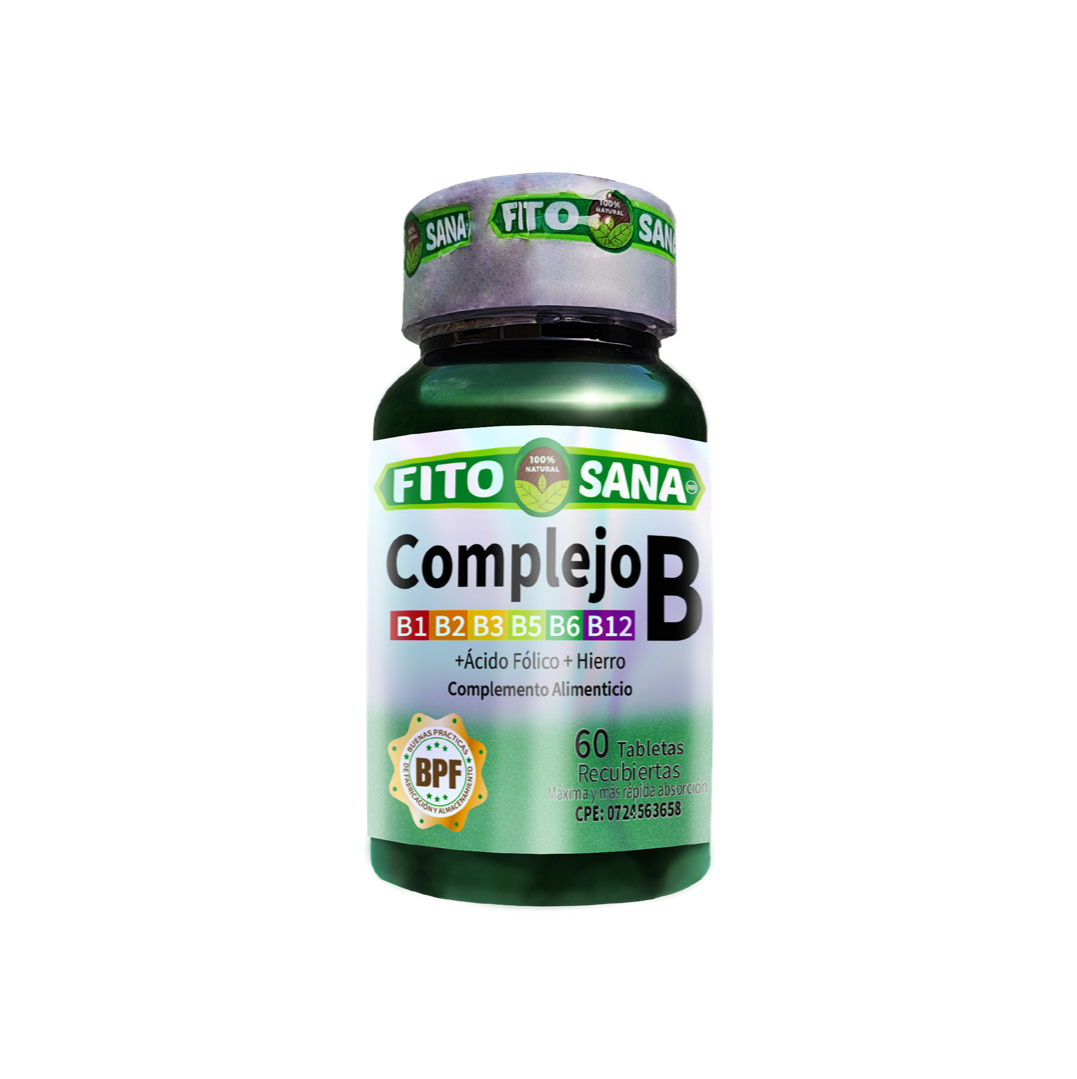 SANA
FITO
100%
NATURAL
SANA
FITO
100%
NATURAL
SANA
Complejo B
B1 B2 B3 B5 B6 B12
+Ácido Fólico + Hierro
Complemento Alimenticio
BUENAS PRACTICAS
DE FABRICACIÓN Y ALMACENAMIENTO
BPF
60 Tabletas
Recubiertas
Máxima y más rápida absorción
CPE: 0724563658